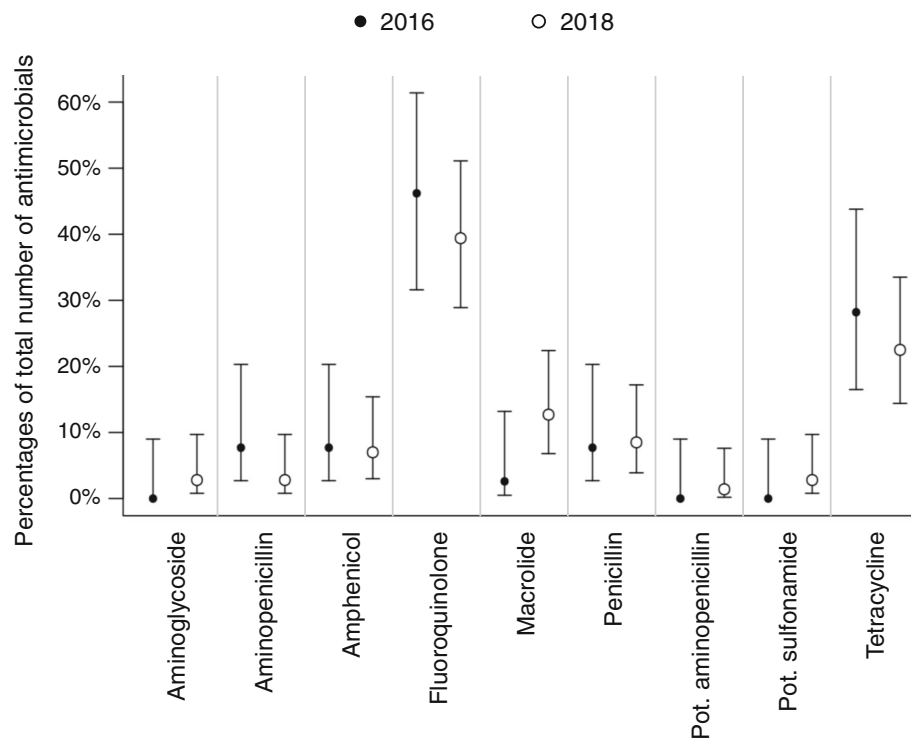 2016 2018
Percentages of total number of antimicrobials
60%
50%
40%
30%
20%
10%
0%
Aminoglycoside
Aminopenicillin
Amphenicol
Fluoroquinolone
Macrolide
Penicillin
Pot. aminopenicillin
Pot. sulfonamide
Tetracycline